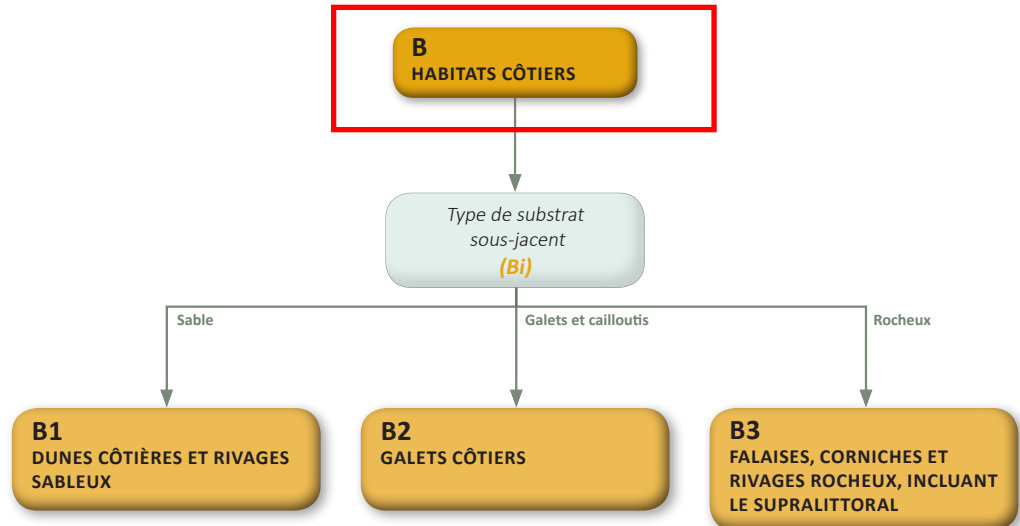 B
HABITATS CÔTIERS
Type de substrat
sous-jacent
(Bi)
Sable
Galets et cailloutis
Rocheux
B1
DUNES CÔTIÈRES ET RIVAGES
SABLEUX
B2
GALETS CÔTIERS
B3
FALAISES, CORNICHES ET
RIVAGES ROCHEUX, INCLUANT
LE SUPRALITTORAL